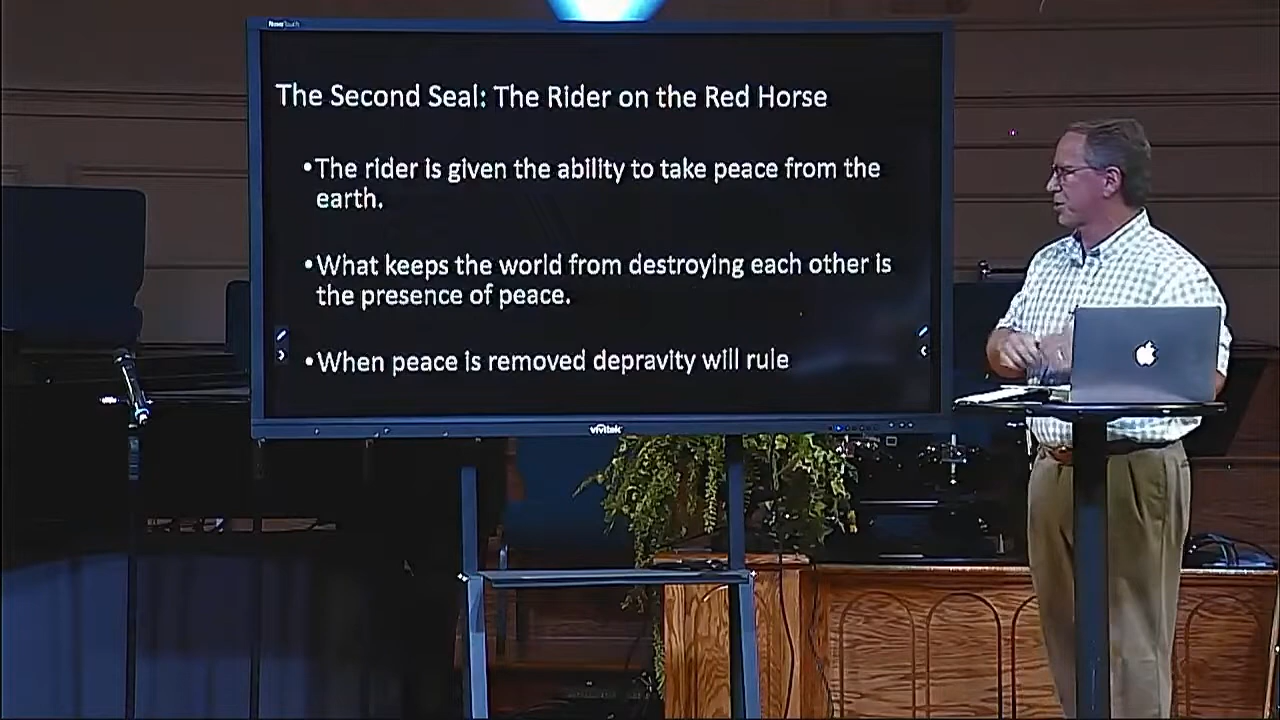 NovoTouch
The Second Seal: The Rider on the Red Horse
•The rider is given the ability to take peace from the
earth.
•What keeps the world from destroying each other is
the presence of peace.
•When peace is removed depravity will rule
vivitek